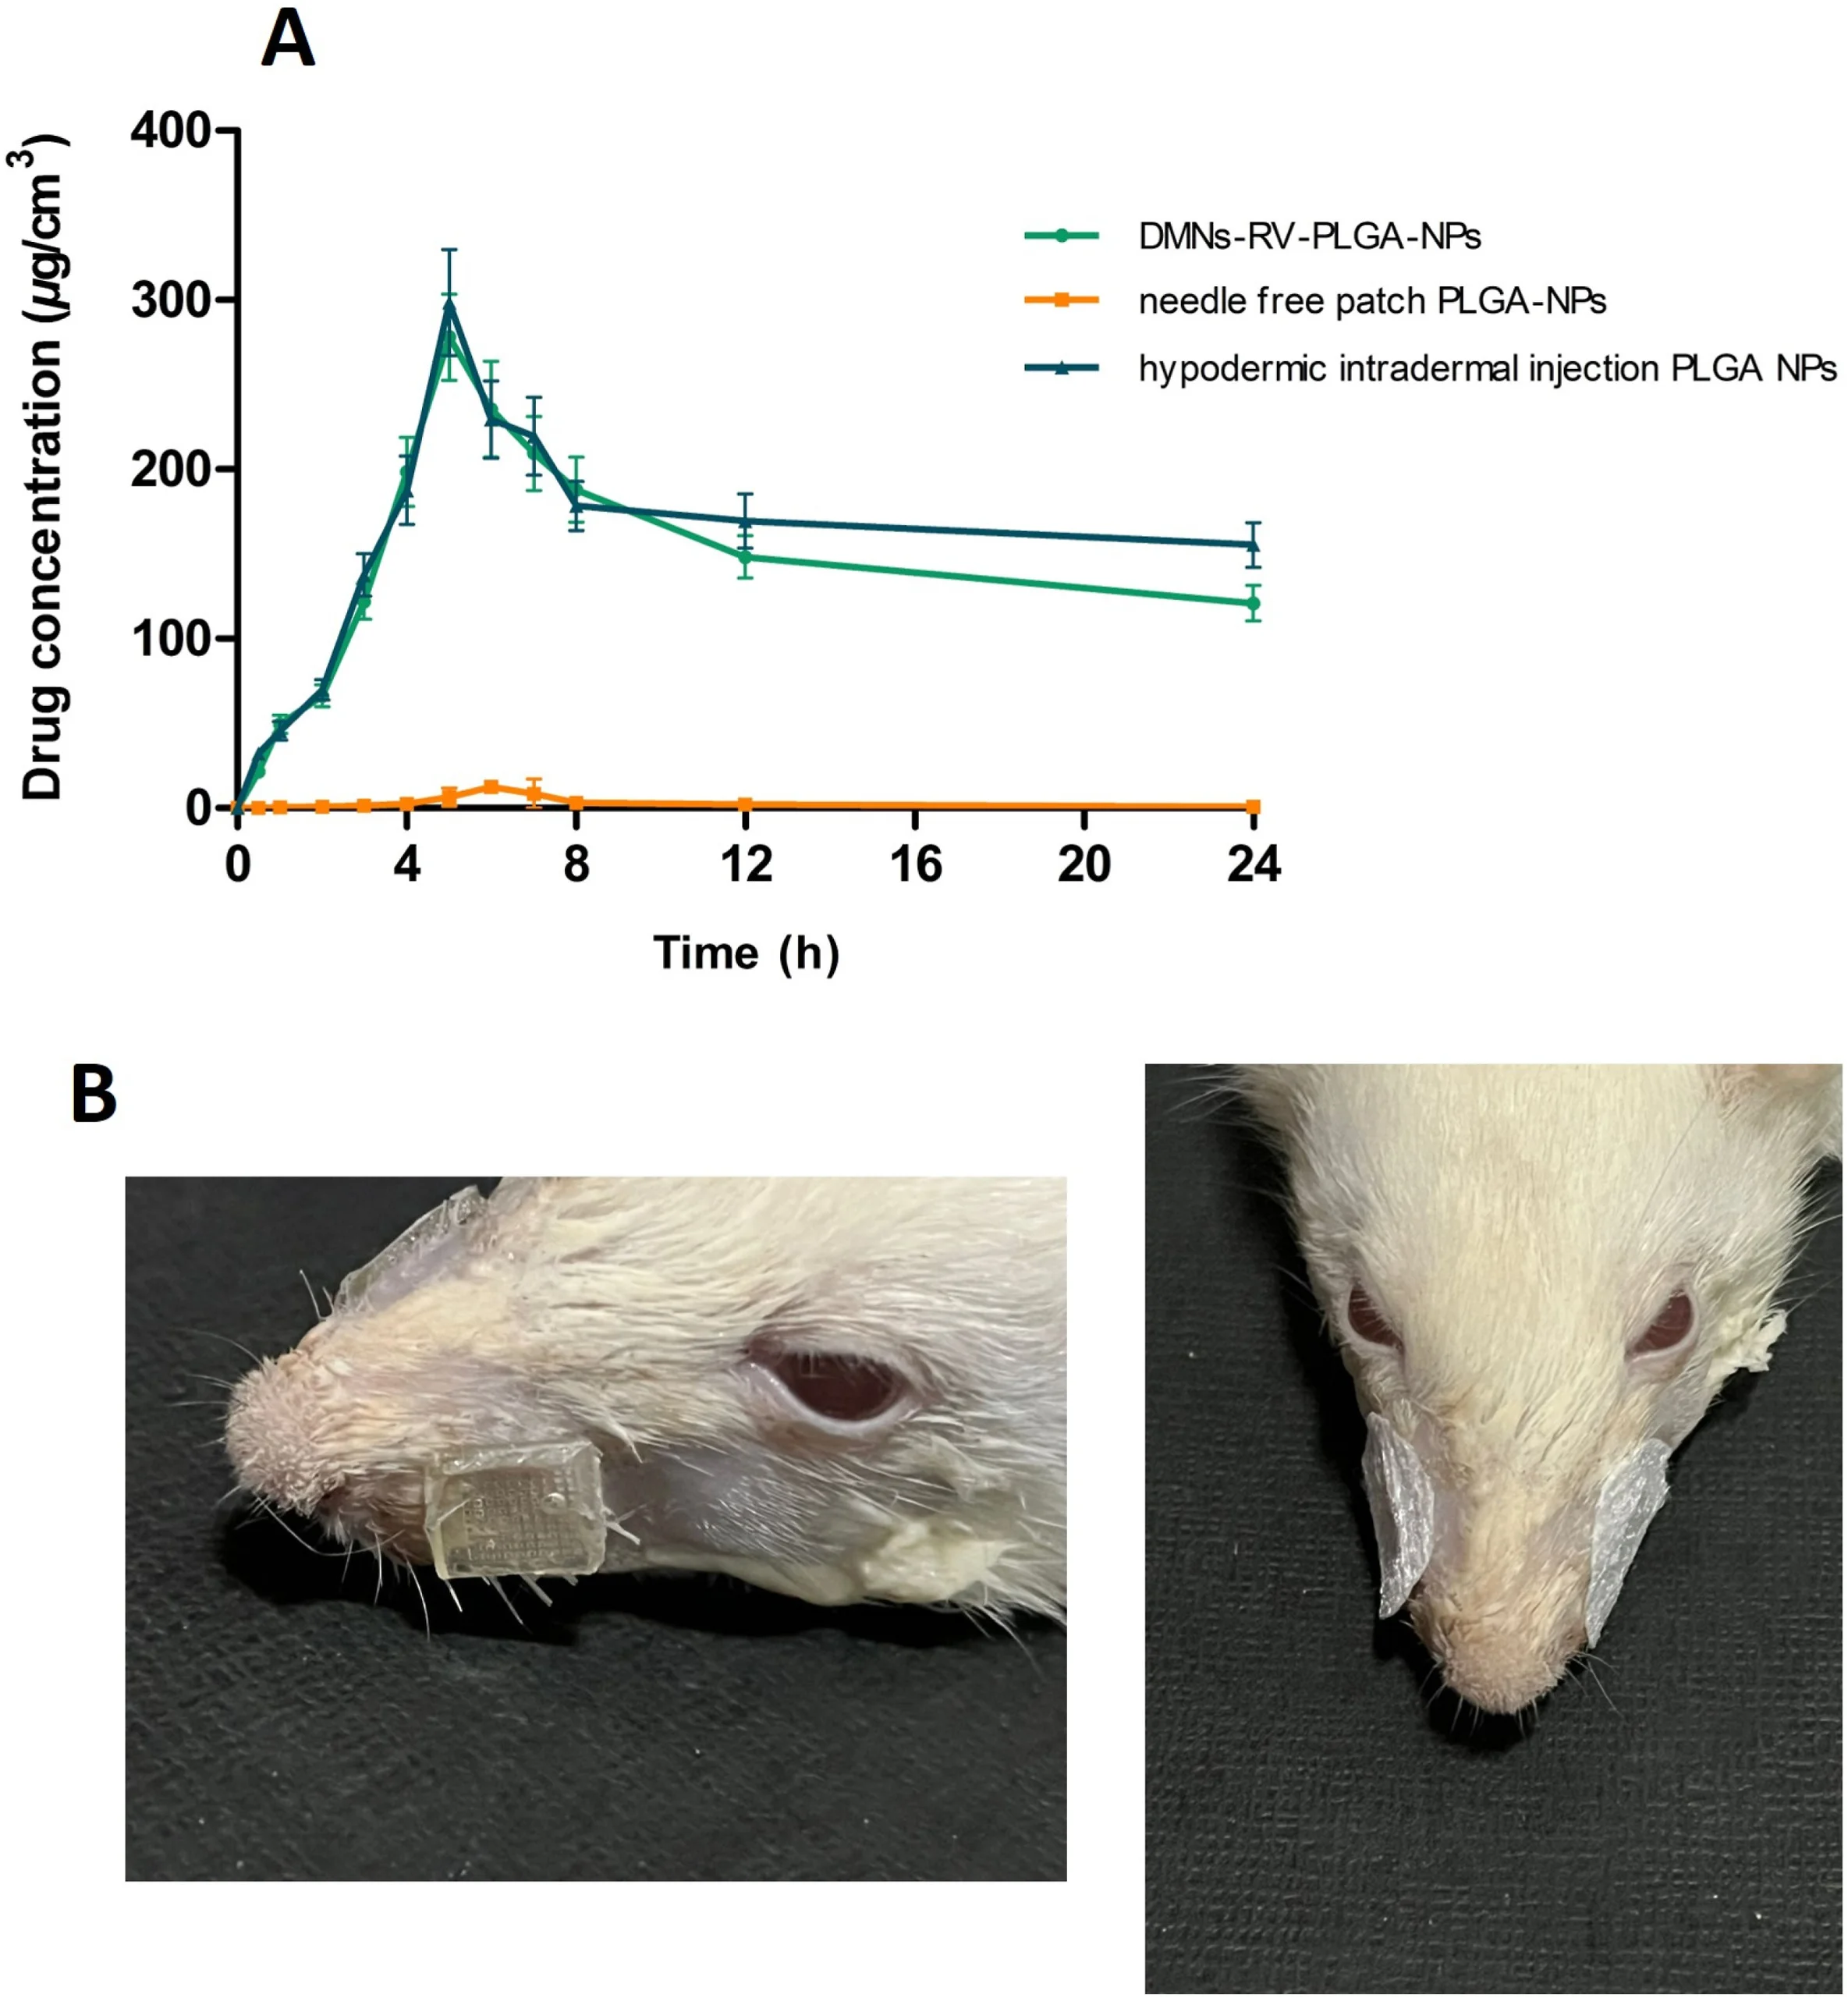 A
Drug concentration (µg/cm³)
400
300
200
100
0
0 4 8 12 16 20 24
Time (h)
DMNs-RV-PLGA-NPs
needle free patch PLGA-NPs
hypodermic intradermal injection PLGA NPs
B